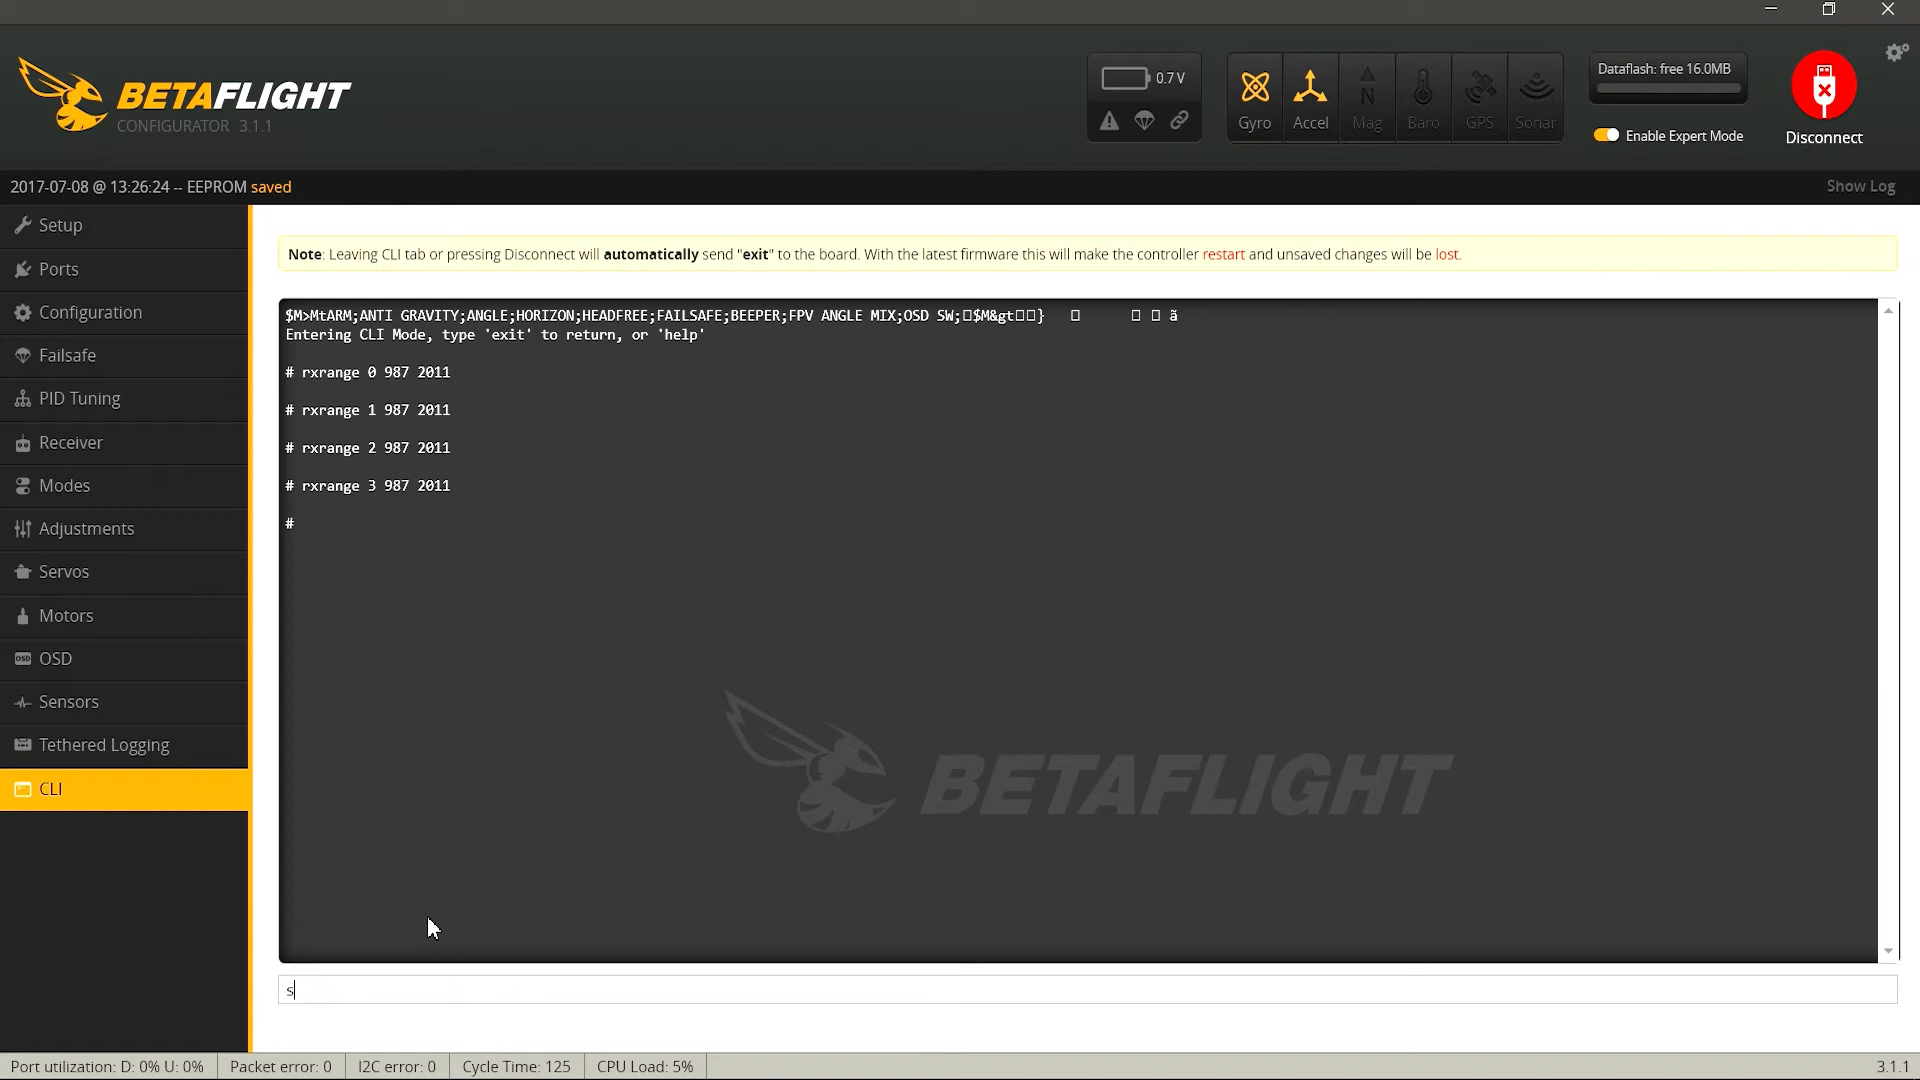 BETAFLIGHT
CONFIGURATOR 3.1.1
0.7 V
Gyro
Accel
Mag
Baro
GPS
Sonar
Dataflash: free 16.0MB
Enable Expert Mode
Disconnect
2017-07-08 @ 13:26:24 -- EEPROM saved
Show Log
Setup
Ports
Configuration
Failsafe
PID Tuning
Receiver
Modes
Adjustments
Servos
Motors
OSD
Sensors
Tethered Logging
CLI
Note: Leaving CLI tab or pressing Disconnect will automatically send "exit" to the board. With the latest firmware this will make the controller restart and unsaved changes will be lost.
$M>MtARM;ANTI GRAVITY;ANGLE;HORIZON;HEADFREE;FAILSAFE;BEEPER;FPV ANGLE MIX;OSD SW;□$M&gt□□} □ □ □ ã
Entering CLI Mode, type 'exit' to return, or 'help'
# rxrange 0 987 2011
# rxrange 1 987 2011
# rxrange 2 987 2011
# rxrange 3 987 2011
#
BETAFLIGHT
s
Port utilization: D: 0% U: 0%
Packet error: 0
I2C error: 0
Cycle Time: 125
CPU Load: 5%
3.1.1